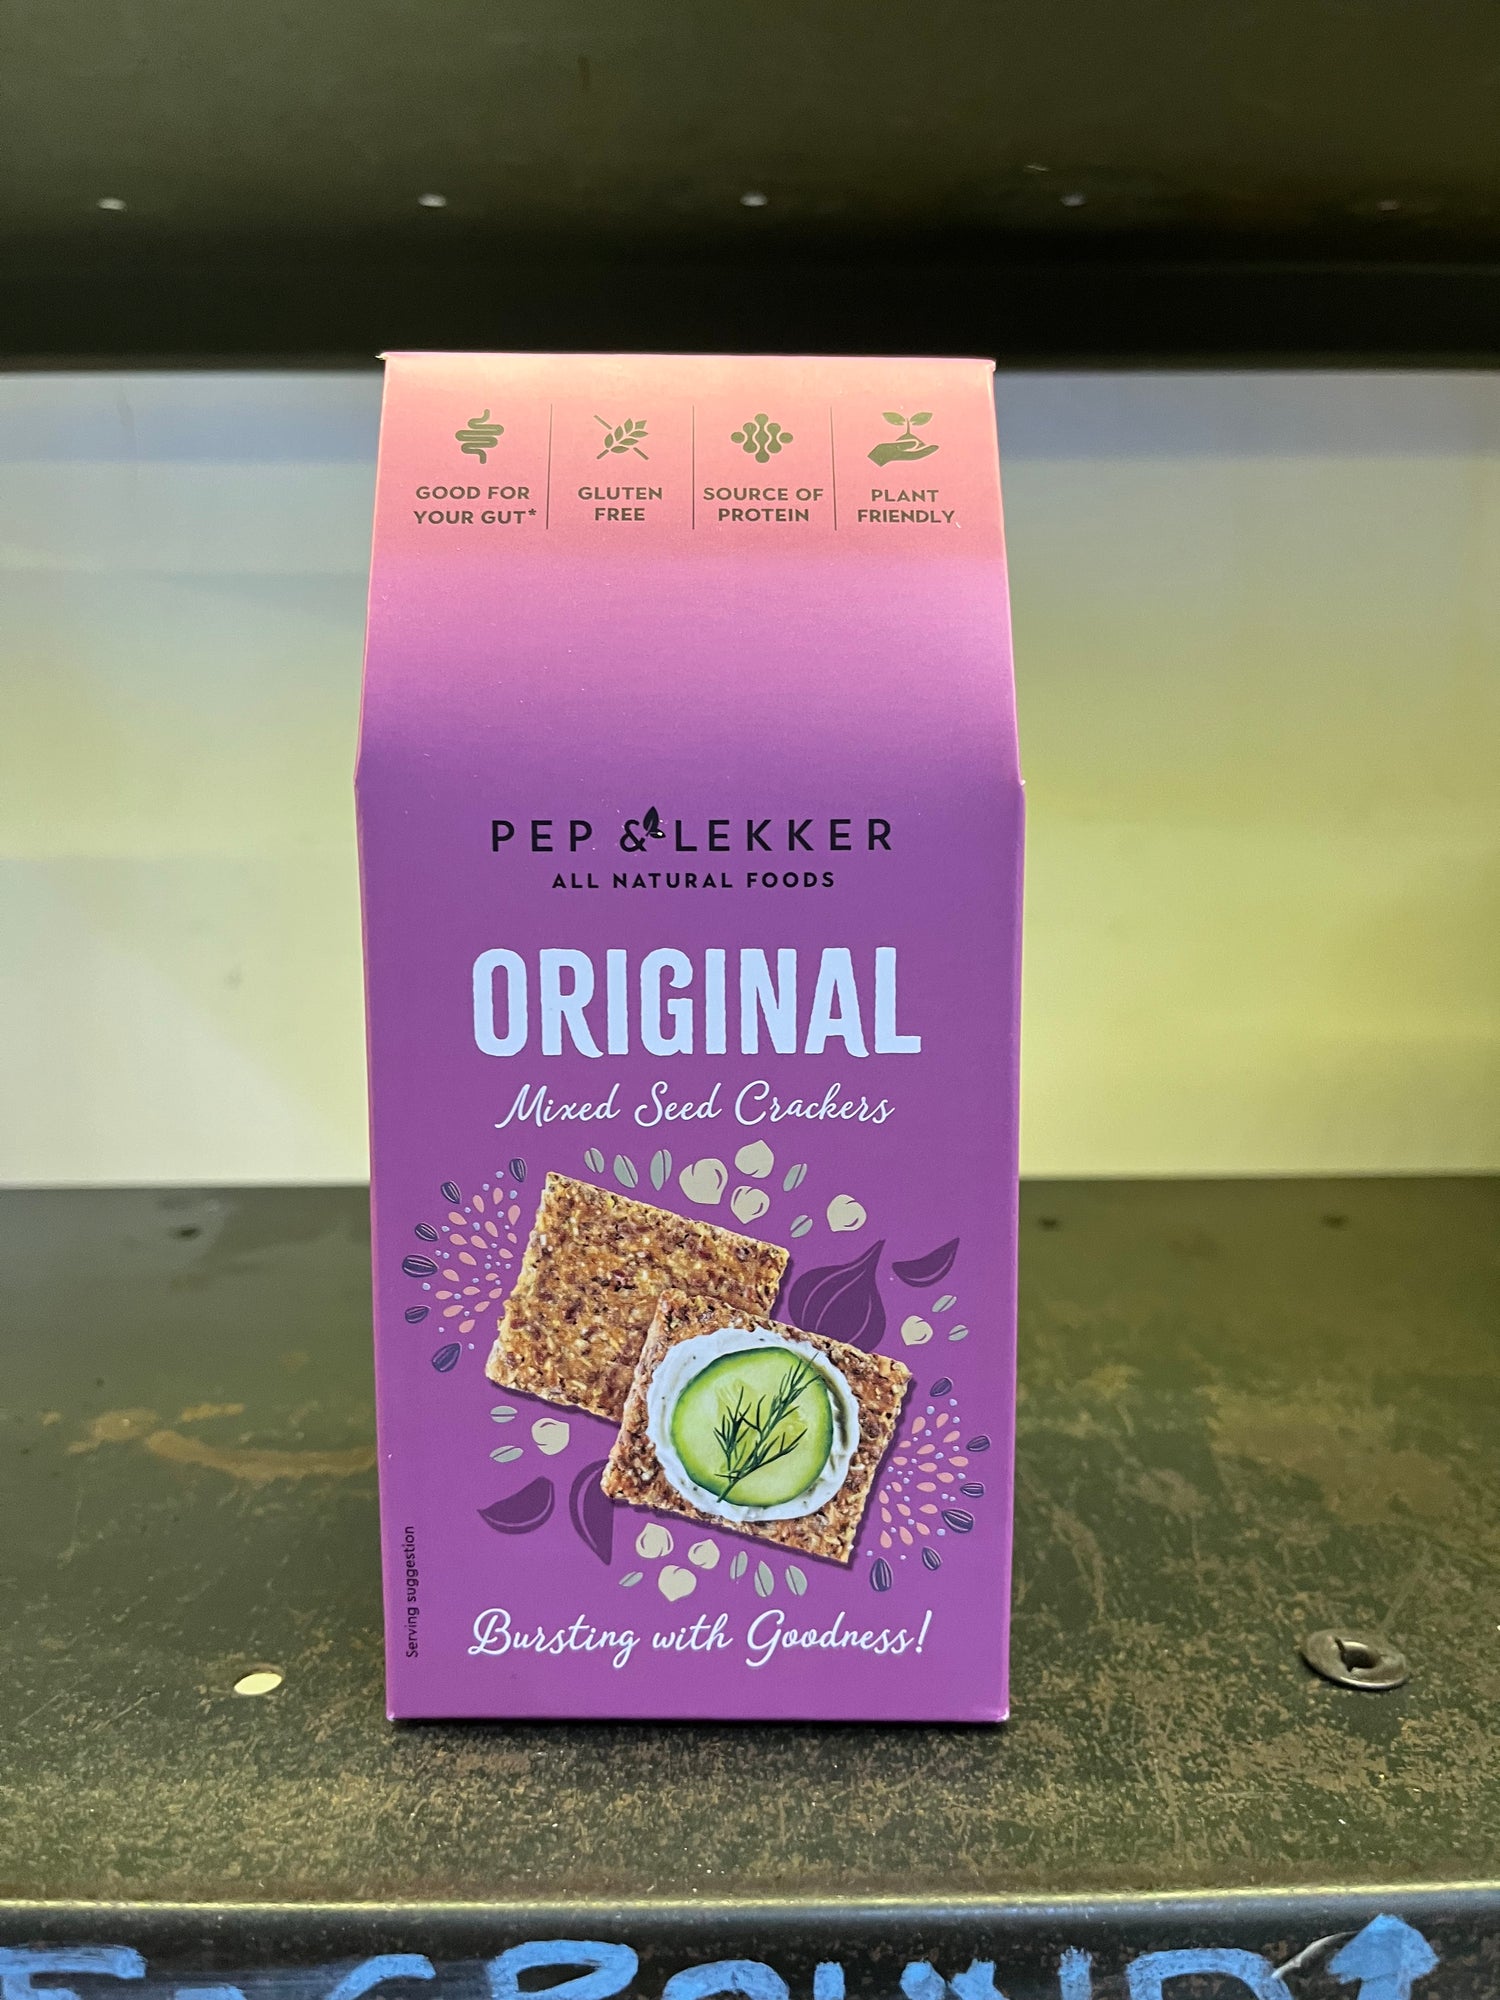 GOOD FOR
YOUR GUT*
GLUTEN
FREE
SOURCE OF
PROTEIN
PLANT
FRIENDLY
PEP & LEKKER
ALL NATURAL FOODS
ORIGINAL
Mixed Seed Crackers
Serving suggestion
Bursting with Goodness!